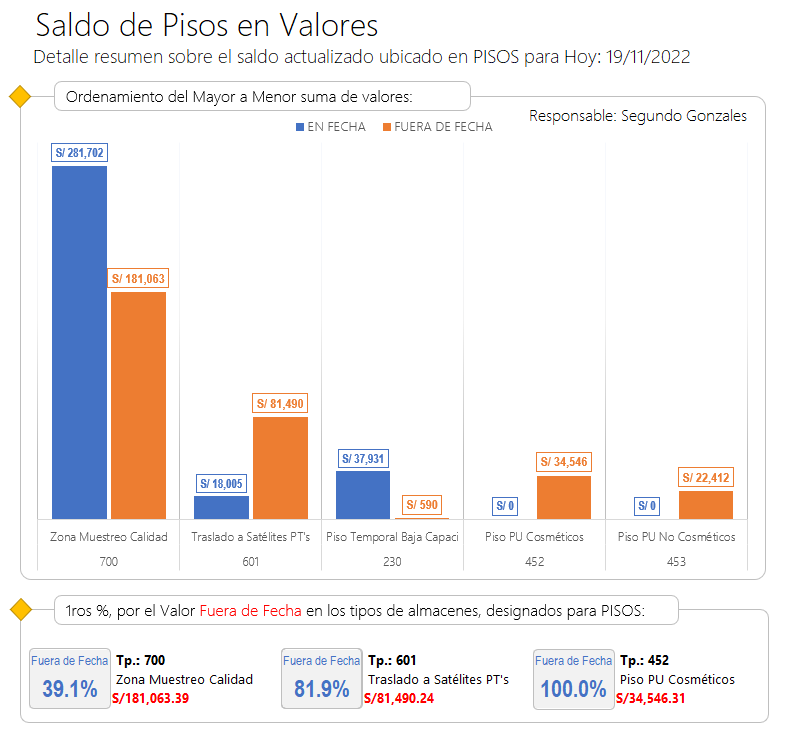 Saldo de Pisos en Valores
Detalle resumen sobre el saldo actualizado ubicado en PISOS para Hoy: 19/11/2022
Ordenamiento del Mayor a Menor suma de valores:
Responsable: Segundo Gonzales
EN FECHA FUERA DE FECHA
S/ 281,702
S/ 181,063
S/ 81,490
S/ 18,005
S/ 37,931
S/ 590
S/ 0
S/ 34,546
S/ 0
S/ 22,412
Zona Muestreo Calidad Traslado a Satélites PT's Piso Temporal Baja Capaci Piso PU Cosméticos Piso PU No Cosméticos
700 601 230 452 453
1ros %, por el Valor Fuera de Fecha en los tipos de almacenes, designados para PISOS:
Fuera de Fecha
39.1%
Tp.: 700
Zona Muestreo Calidad
S/181,063.39
Fuera de Fecha
81.9%
Tp.: 601
Traslado a Satélites PT's
S/81,490.24
Fuera de Fecha
100.0%
Tp.: 452
Piso PU Cosméticos
S/34,546.31